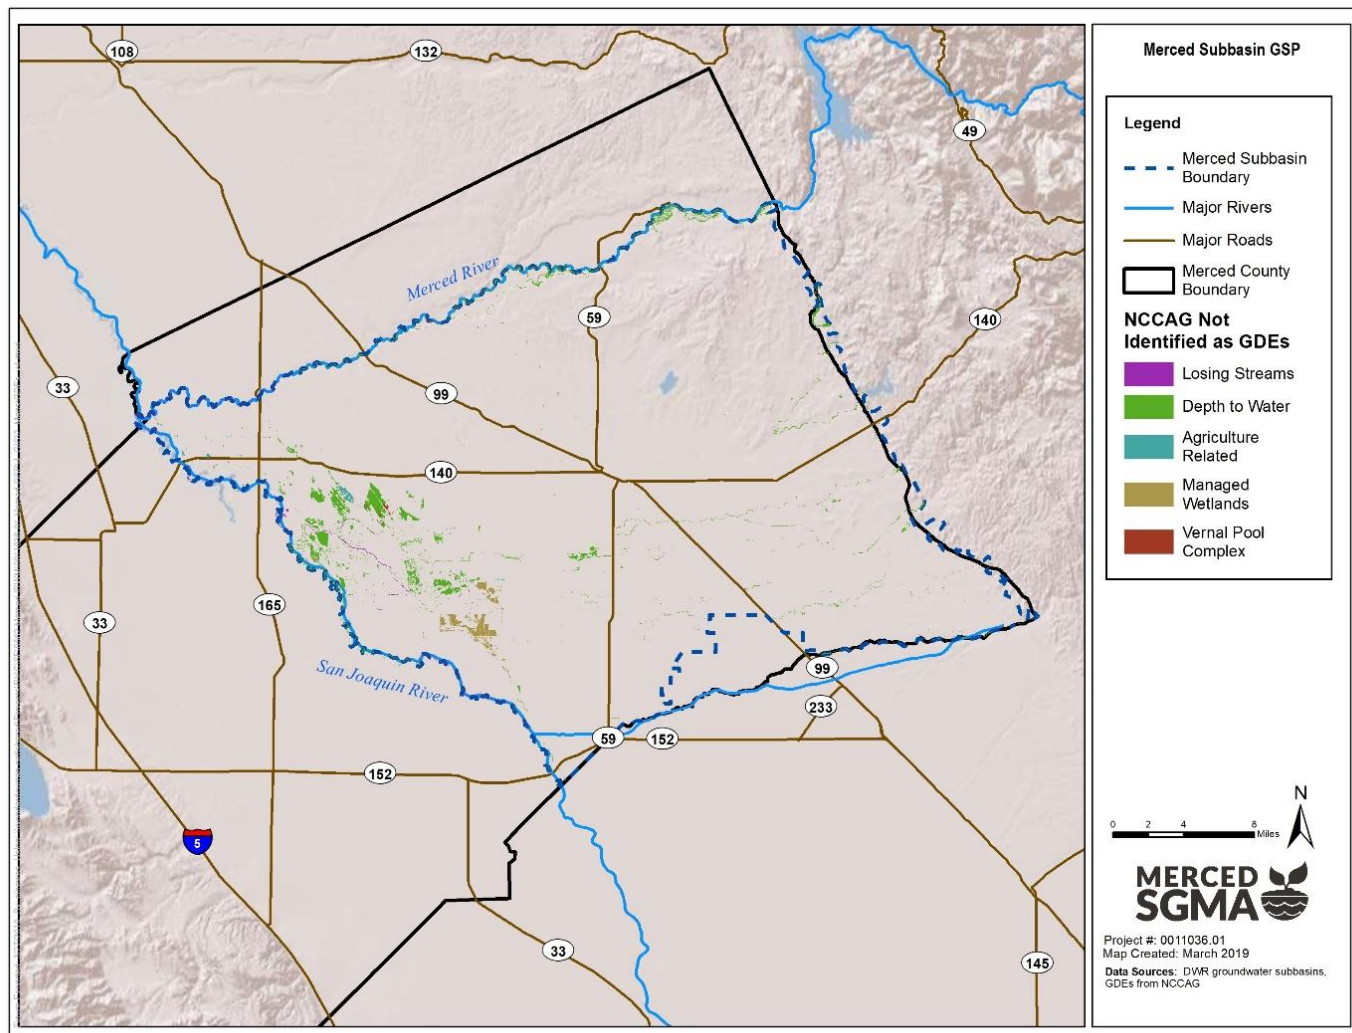 108
132
49
Merced River
59
140
33
99
140
165
33
San Joaquin River
99
233
59
152
152
5
33
145
Merced Subbasin GSP
Legend
Merced Subbasin
Boundary
Major Rivers
Major Roads
Merced County
Boundary
NCCAG Not
Identified as GDEs
Losing Streams
Depth to Water
Agriculture
Related
Managed
Wetlands
Vernal Pool
Complex
N
0 2 4 8 Miles
MERCED
SGMA
Project #: 0011036.01
Map Created: March 2019
Data Sources: DWR groundwater subbasins,
GDEs from NCCAG